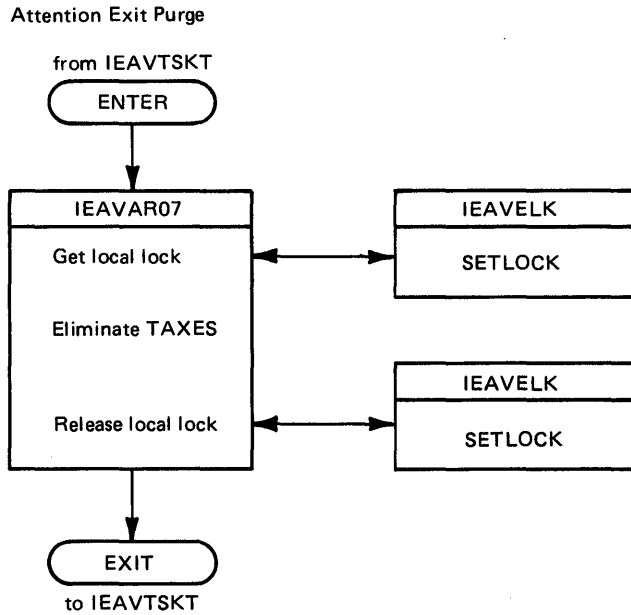 Attention Exit Purge
from IEAVTSKT
ENTER
IEAVAR07
IEAVELK
Get local lock
SETLOCK
Eliminate TAXES
IEAVELK
Release local lock
SETLOCK
EXIT
to IEAVTSKT